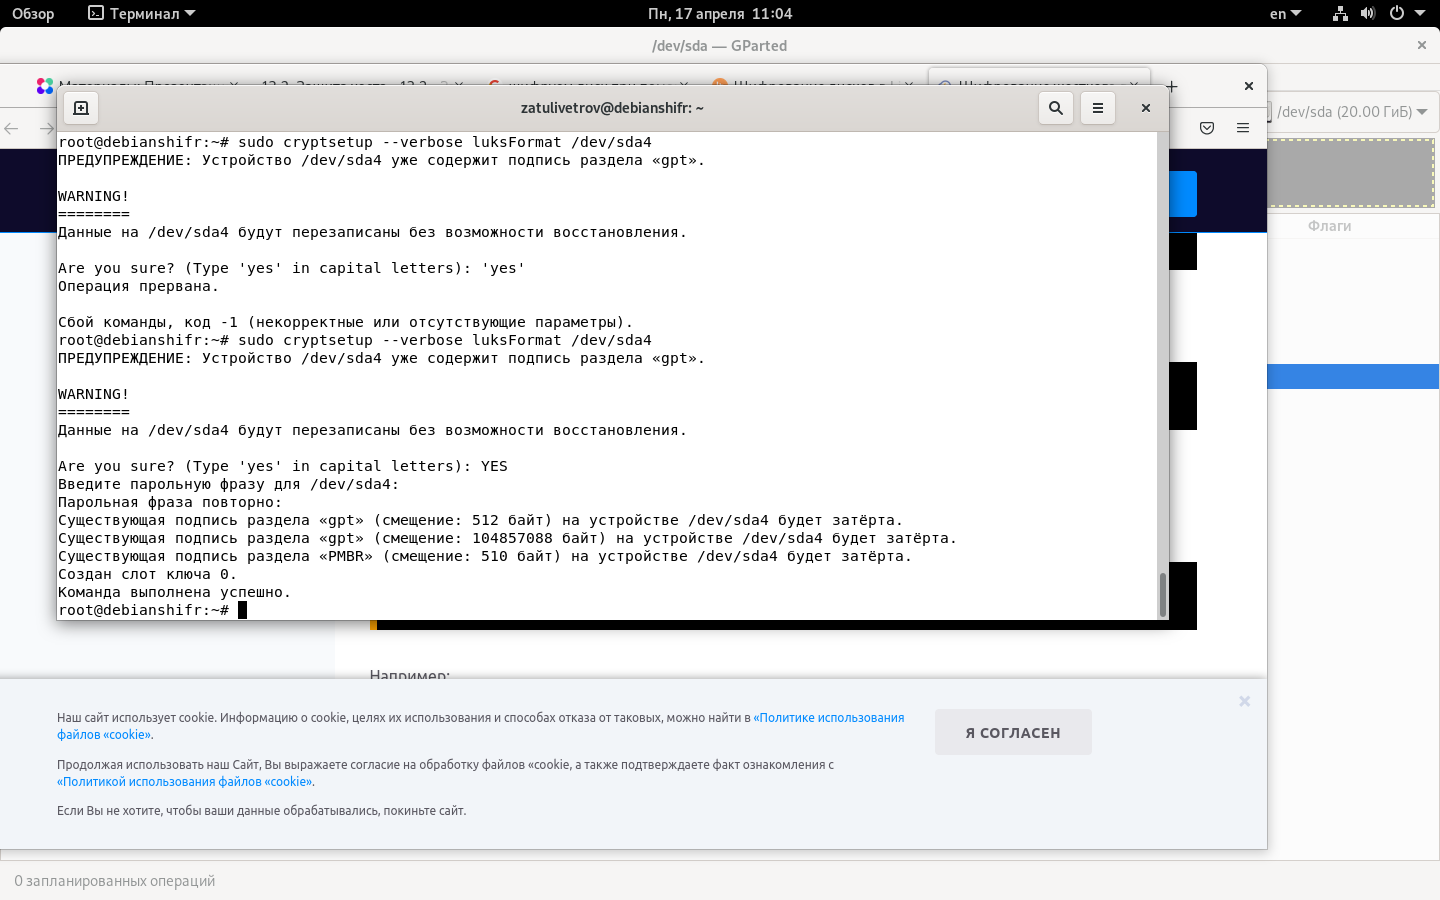 Обзор
Терминал
Пн, 17 апреля 11:04
en
/dev/sda — GParted
zatulivetrov@debianshifr: ~
/dev/sda (20.00 ГиБ)
Флаги
root@debianshifr:~# sudo cryptsetup --verbose luksFormat /dev/sda4
ПРЕДУПРЕЖДЕНИЕ: Устройство /dev/sda4 уже содержит подпись раздела «gpt».
WARNING!
========
Данные на /dev/sda4 будут перезаписаны без возможности восстановления.
Are you sure? (Type 'yes' in capital letters): 'yes'
Операция прервана.
Сбой команды, код -1 (некорректные или отсутствующие параметры).
root@debianshifr:~# sudo cryptsetup --verbose luksFormat /dev/sda4
ПРЕДУПРЕЖДЕНИЕ: Устройство /dev/sda4 уже содержит подпись раздела «gpt».
WARNING!
========
Данные на /dev/sda4 будут перезаписаны без возможности восстановления.
Are you sure? (Type 'yes' in capital letters): YES
Введите парольную фразу для /dev/sda4:
Парольная фраза повторно:
Существующая подпись раздела «gpt» (смещение: 512 байт) на устройстве /dev/sda4 будет затёрта.
Существующая подпись раздела «gpt» (смещение: 104857088 байт) на устройстве /dev/sda4 будет затёрта.
Существующая подпись раздела «PMBR» (смещение: 510 байт) на устройстве /dev/sda4 будет затёрта.
Создан слот ключа 0.
Команда выполнена успешно.
root@debianshifr:~#
Например:
Наш сайт использует cookie. Информацию о cookie, целях их использования и способах отказа от таковых, можно найти в «Политике использования
файлов «cookie».
Я СОГЛАСЕН
Продолжая использовать наш Сайт, Вы выражаете согласие на обработку файлов «cookie, а также подтверждаете факт ознакомления с
«Политикой использования файлов «cookie».
Если Вы не хотите, чтобы ваши данные обрабатывались, покиньте сайт.
0 запланированных операций